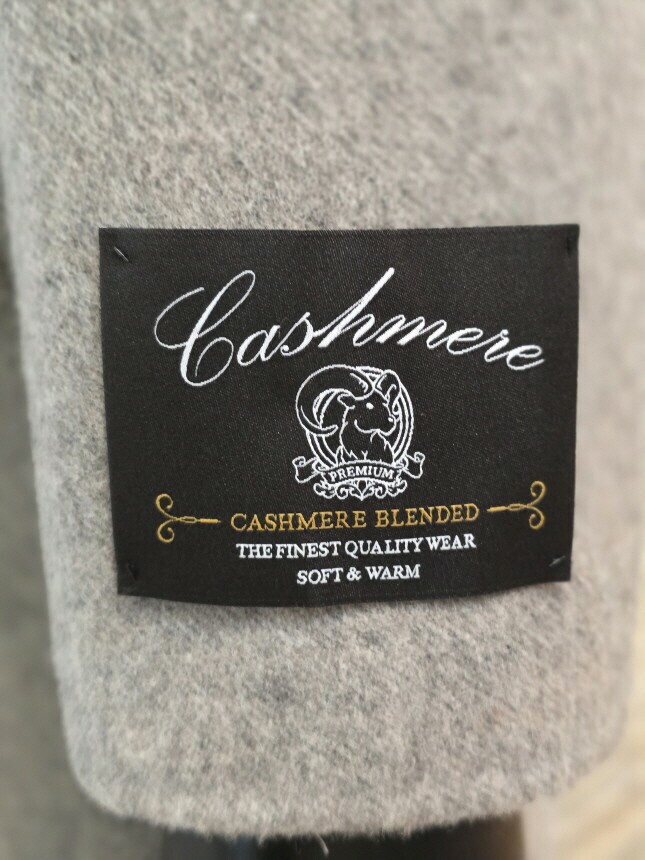 Cashmere
PREMIUM
CASHMERE BLENDED
THE FINEST QUALITY WEAR
SOFT & WARM